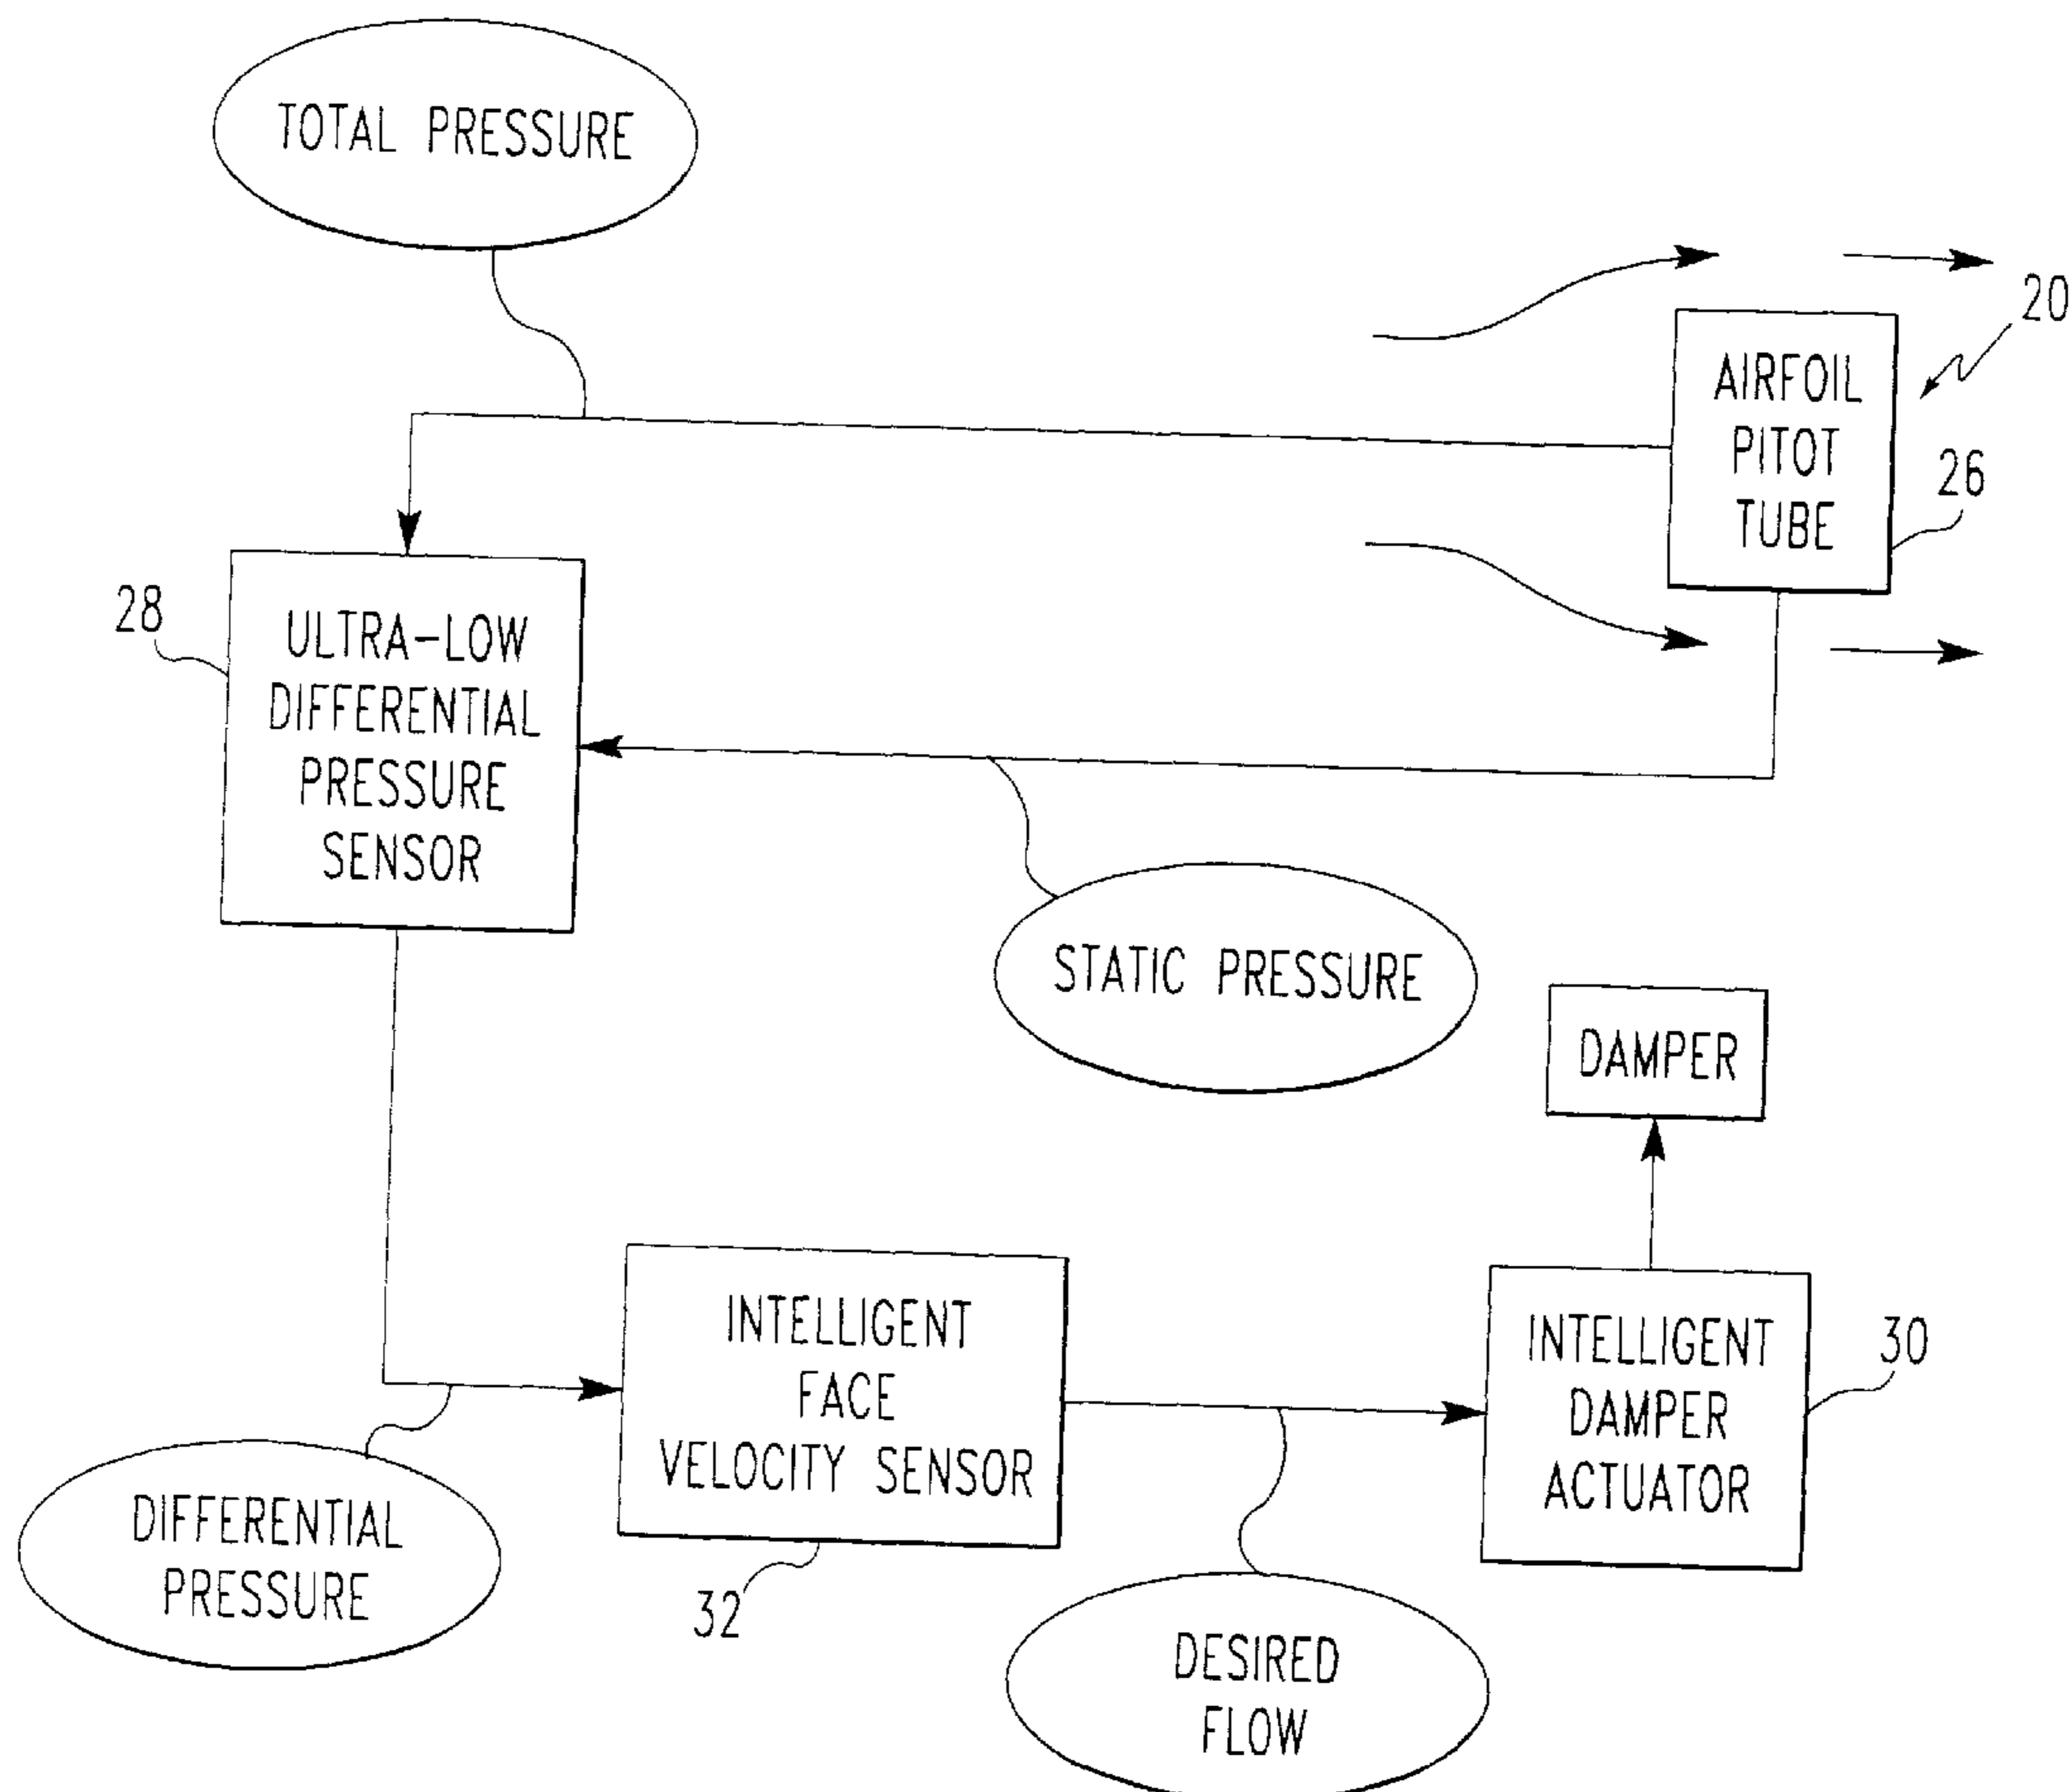 TOTAL PRESSURE
20
AIRFOIL
PITOT
TUBE
26
28
ULTRA-LOW
DIFFERENTIAL
PRESSURE
SENSOR
STATIC PRESSURE
DAMPER
INTELLIGENT
FACE
VELOCITY SENSOR
32
INTELLIGENT
DAMPER
ACTUATOR
30
DIFFERENTIAL
PRESSURE
DESIRED
FLOW